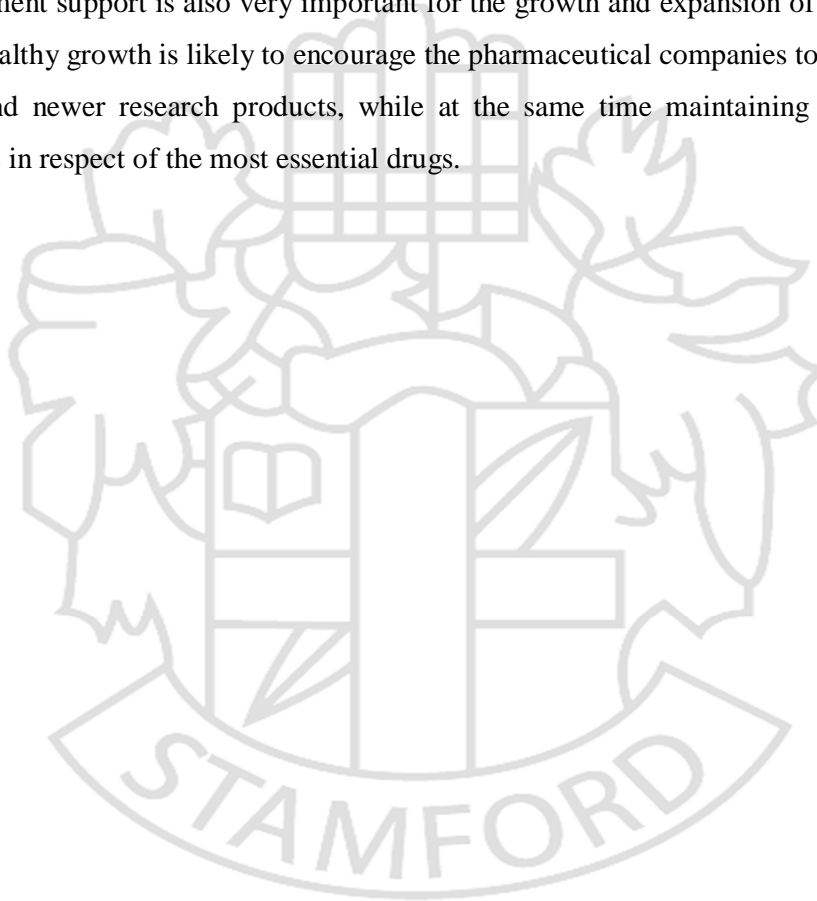 ment support is also very important for the growth and expansion of
althy growth is likely to encourage the pharmaceutical companies to
nd newer research products, while at the same time maintaining
in respect of the most essential drugs.
STAMFORD